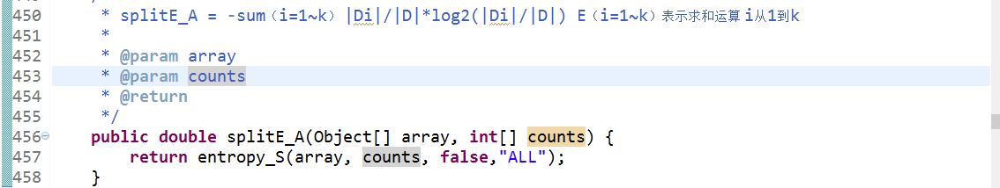 450 * splitE_A = -sum（i=1~k）|Di|/|D|*log2(|Di|/|D|) E（i=1~k）表示求和运算 i从1到k
451 *
452 * @param array
453 * @param counts
454 * @return
455 */
456 public double splitE_A(Object[] array, int[] counts) {
457 return entropy_S(array, counts, false,"ALL");
458 }